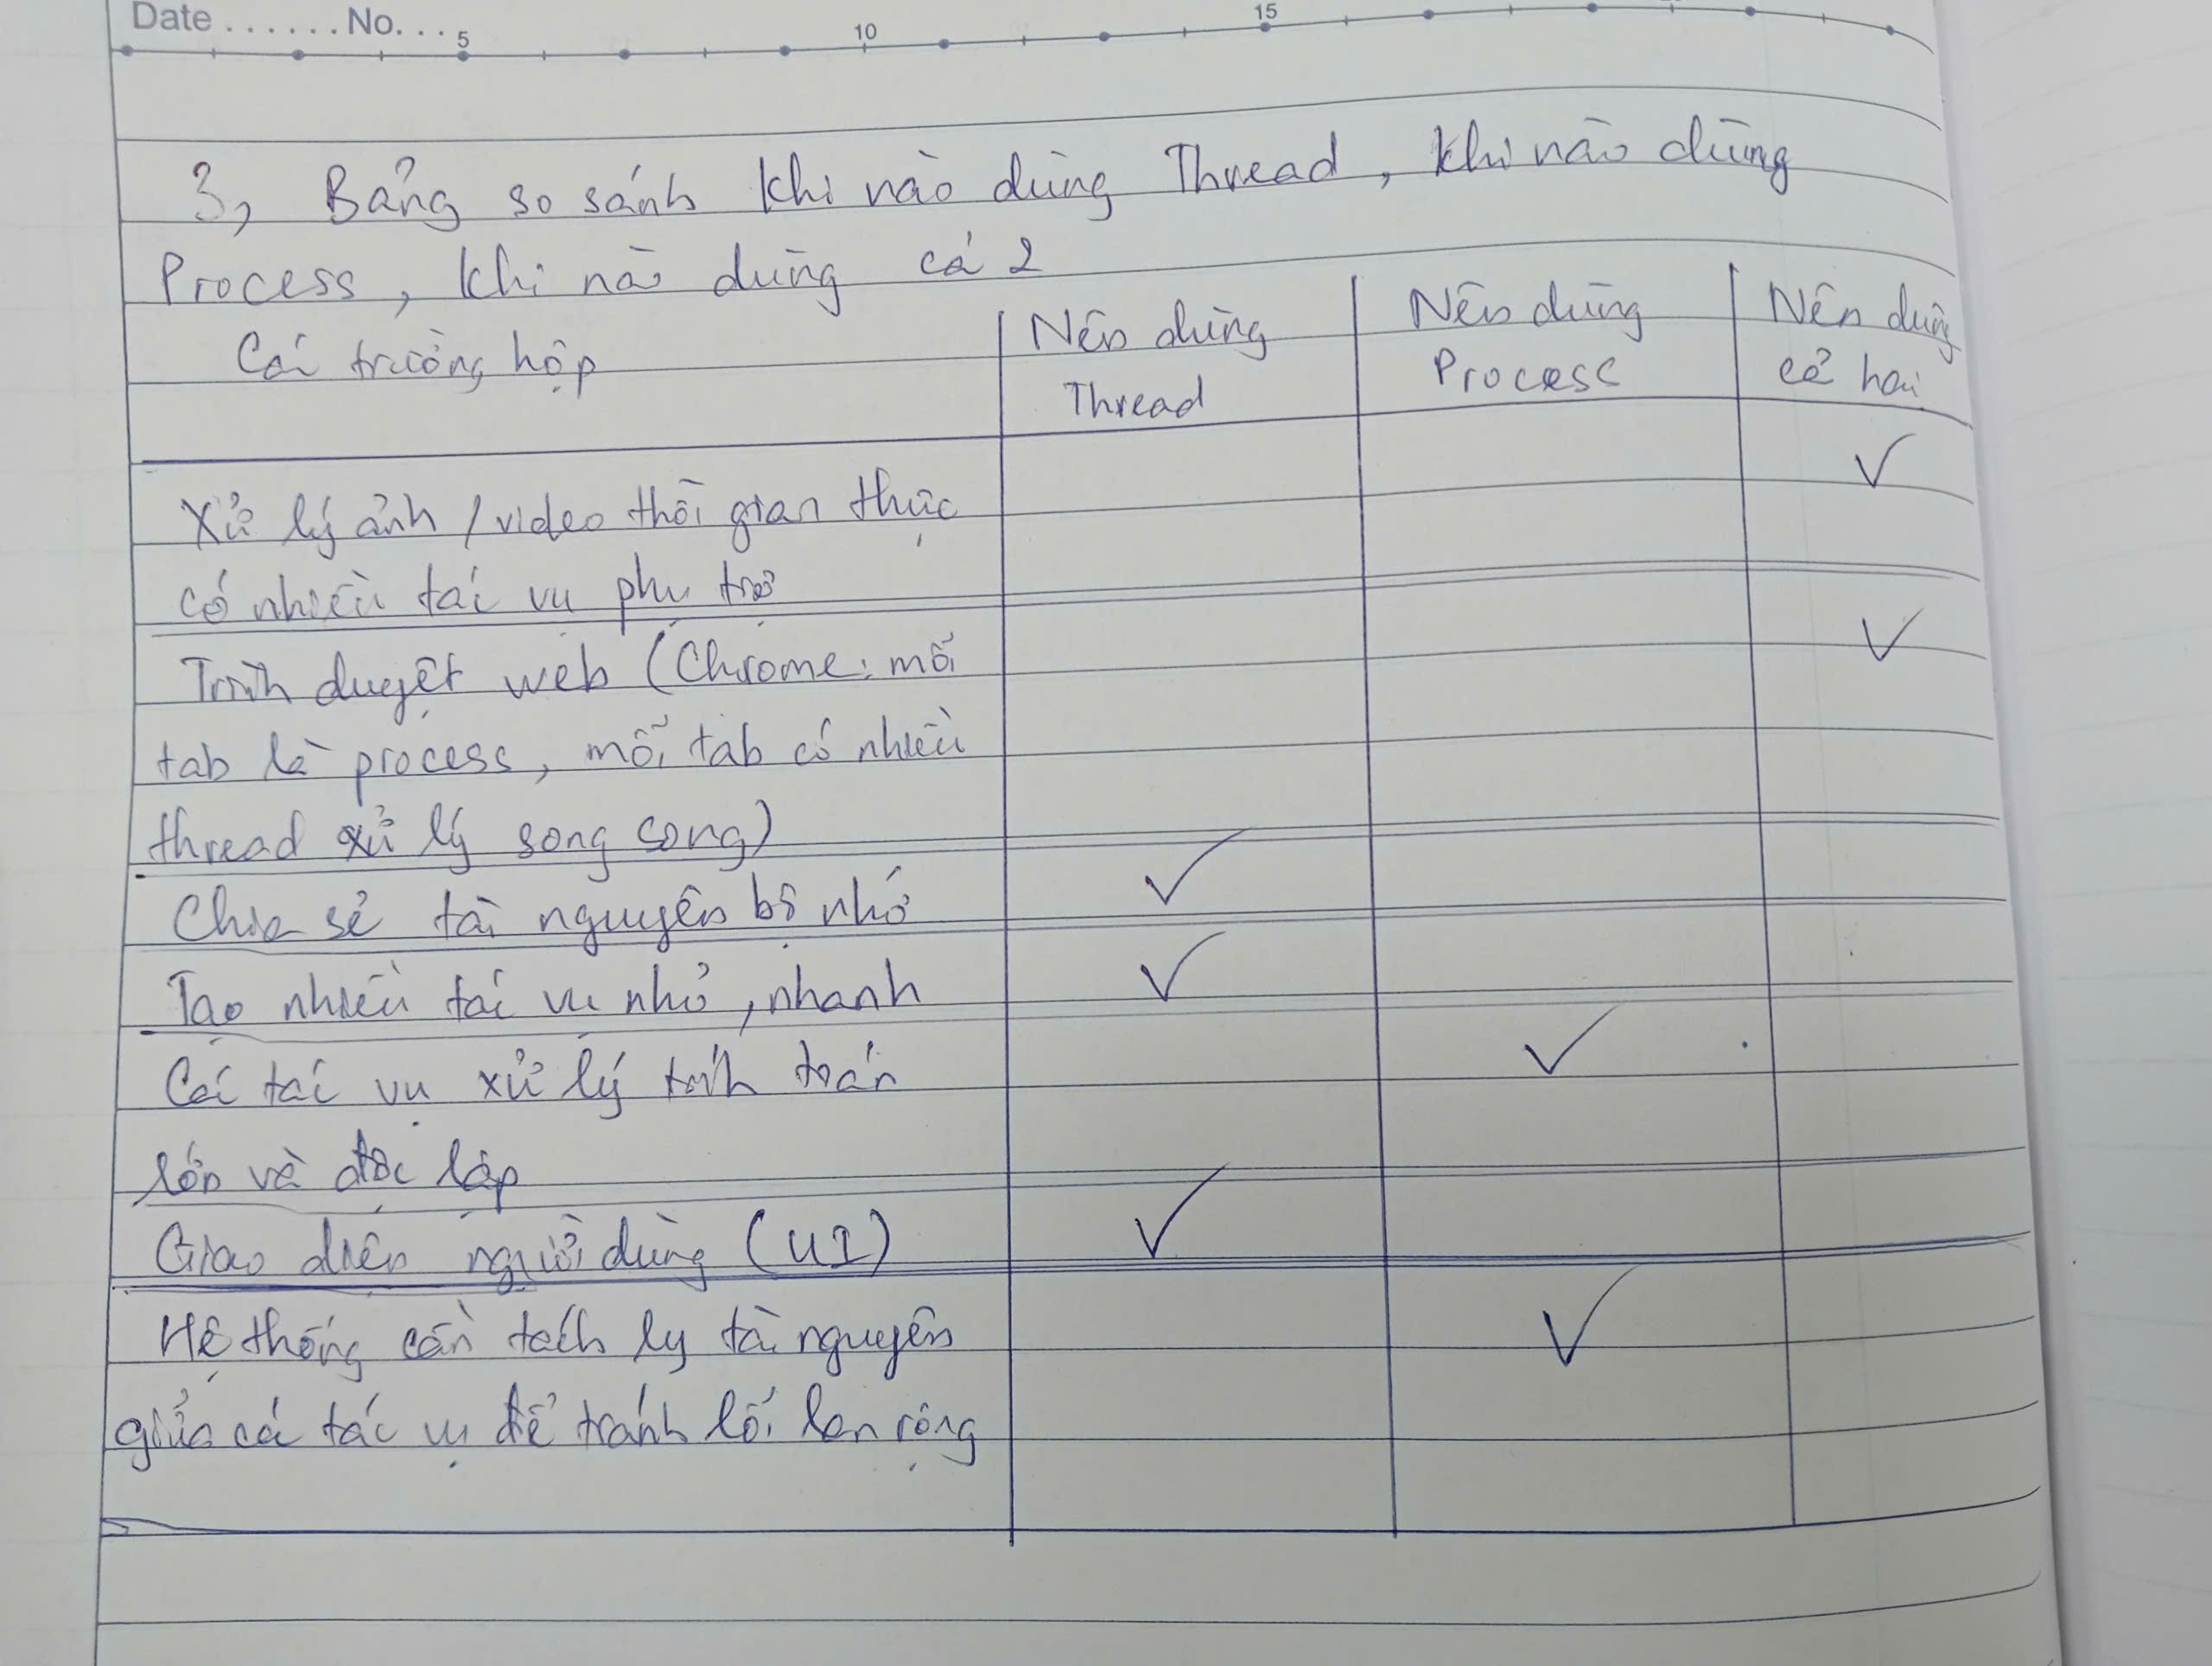 Date ...... No. ... 5 10 15
3, Bảng so sánh khi nào dùng Thread, khi nào dùng
Process, khi nào dùng cả 2
Các trường hợp
Nên dùng
Thread
Nên dùng
Process
Nên dùng
cả hai
Xử lý ảnh / video thời gian thực
có nhiều tác vụ phụ trợ
✓
Trình duyệt web (Chrome: mỗi
tab là process, mỗi tab có nhiều
thread xử lý song song)
✓
Chia sẻ tài nguyên bộ nhớ
✓
Tạo nhiều tác vụ nhỏ, nhanh
✓
Các tác vụ xử lý tính toán
lớn và độc lập
✓
Giao diện người dùng (UI)
✓
Hệ thống cần tách ly tài nguyên
giữa các tác vụ để tránh lỗi lan rộng
✓